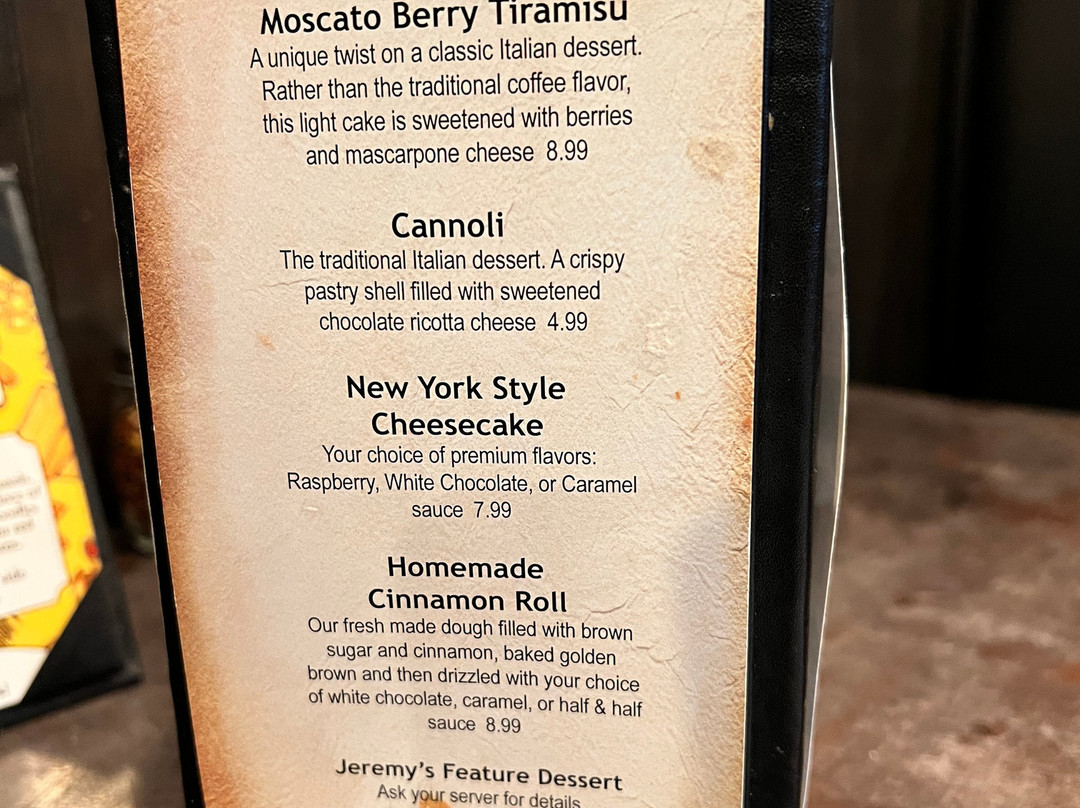 Moscato Berry Tiramisu
A unique twist on a classic Italian dessert.
Rather than the traditional coffee flavor,
this light cake is sweetened with berries
and mascarpone cheese 8.99
Cannoli
The traditional Italian dessert. A crispy
pastry shell filled with sweetened
chocolate ricotta cheese 4.99
New York Style
Cheesecake
Your choice of premium flavors:
Raspberry, White Chocolate, or Caramel
sauce 7.99
Homemade
Cinnamon Roll
Our fresh made dough filled with brown
sugar and cinnamon, baked golden
brown and then drizzled with your choice
of white chocolate, caramel, or half & half
sauce 8.99
Jeremy's Feature Dessert
Ask your server for details